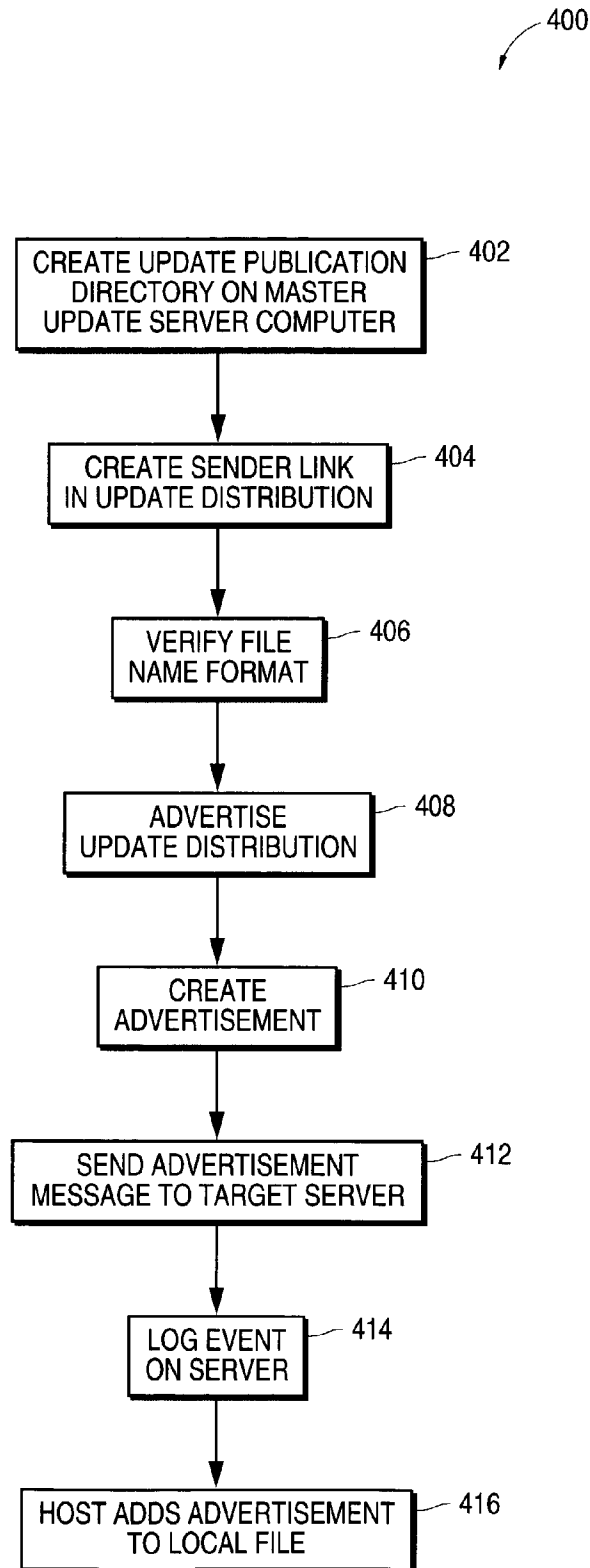 400
CREATE UPDATE PUBLICATION
DIRECTORY ON MASTER
UPDATE SERVER COMPUTER
402
CREATE SENDER LINK
IN UPDATE DISTRIBUTION
404
VERIFY FILE
NAME FORMAT
406
ADVERTISE
UPDATE DISTRIBUTION
408
CREATE
ADVERTISEMENT
410
SEND ADVERTISEMENT
MESSAGE TO TARGET SERVER
412
LOG EVENT
ON SERVER
414
HOST ADDS ADVERTISEMENT
TO LOCAL FILE
416